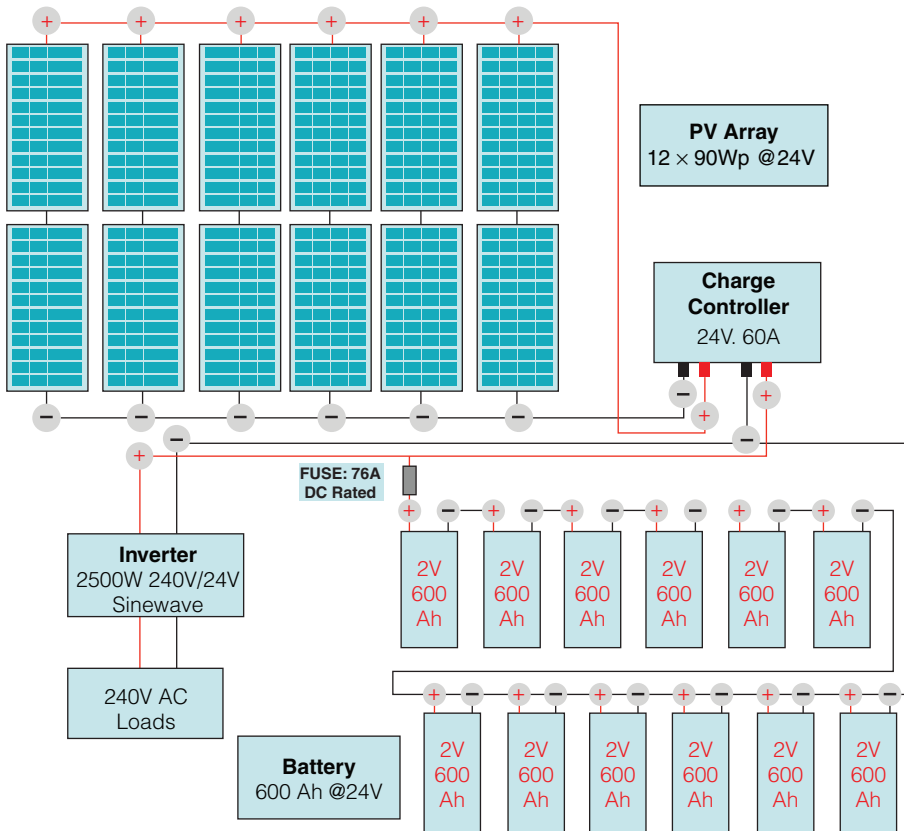 + + + + + +
PV Array
12 × 90Wp @24V
Charge
Controller
24V. 60A
− − − − − − − + − +
− +
FUSE: 76A
DC Rated
+ − + − + − + − + − + −
Inverter
2500W 240V/24V
Sinewave
2V
600
Ah
2V
600
Ah
2V
600
Ah
2V
600
Ah
2V
600
Ah
2V
600
Ah
240V AC
Loads
+ − + − + − + − + − + −
Battery
600 Ah @24V
2V
600
Ah
2V
600
Ah
2V
600
Ah
2V
600
Ah
2V
600
Ah
2V
600
Ah